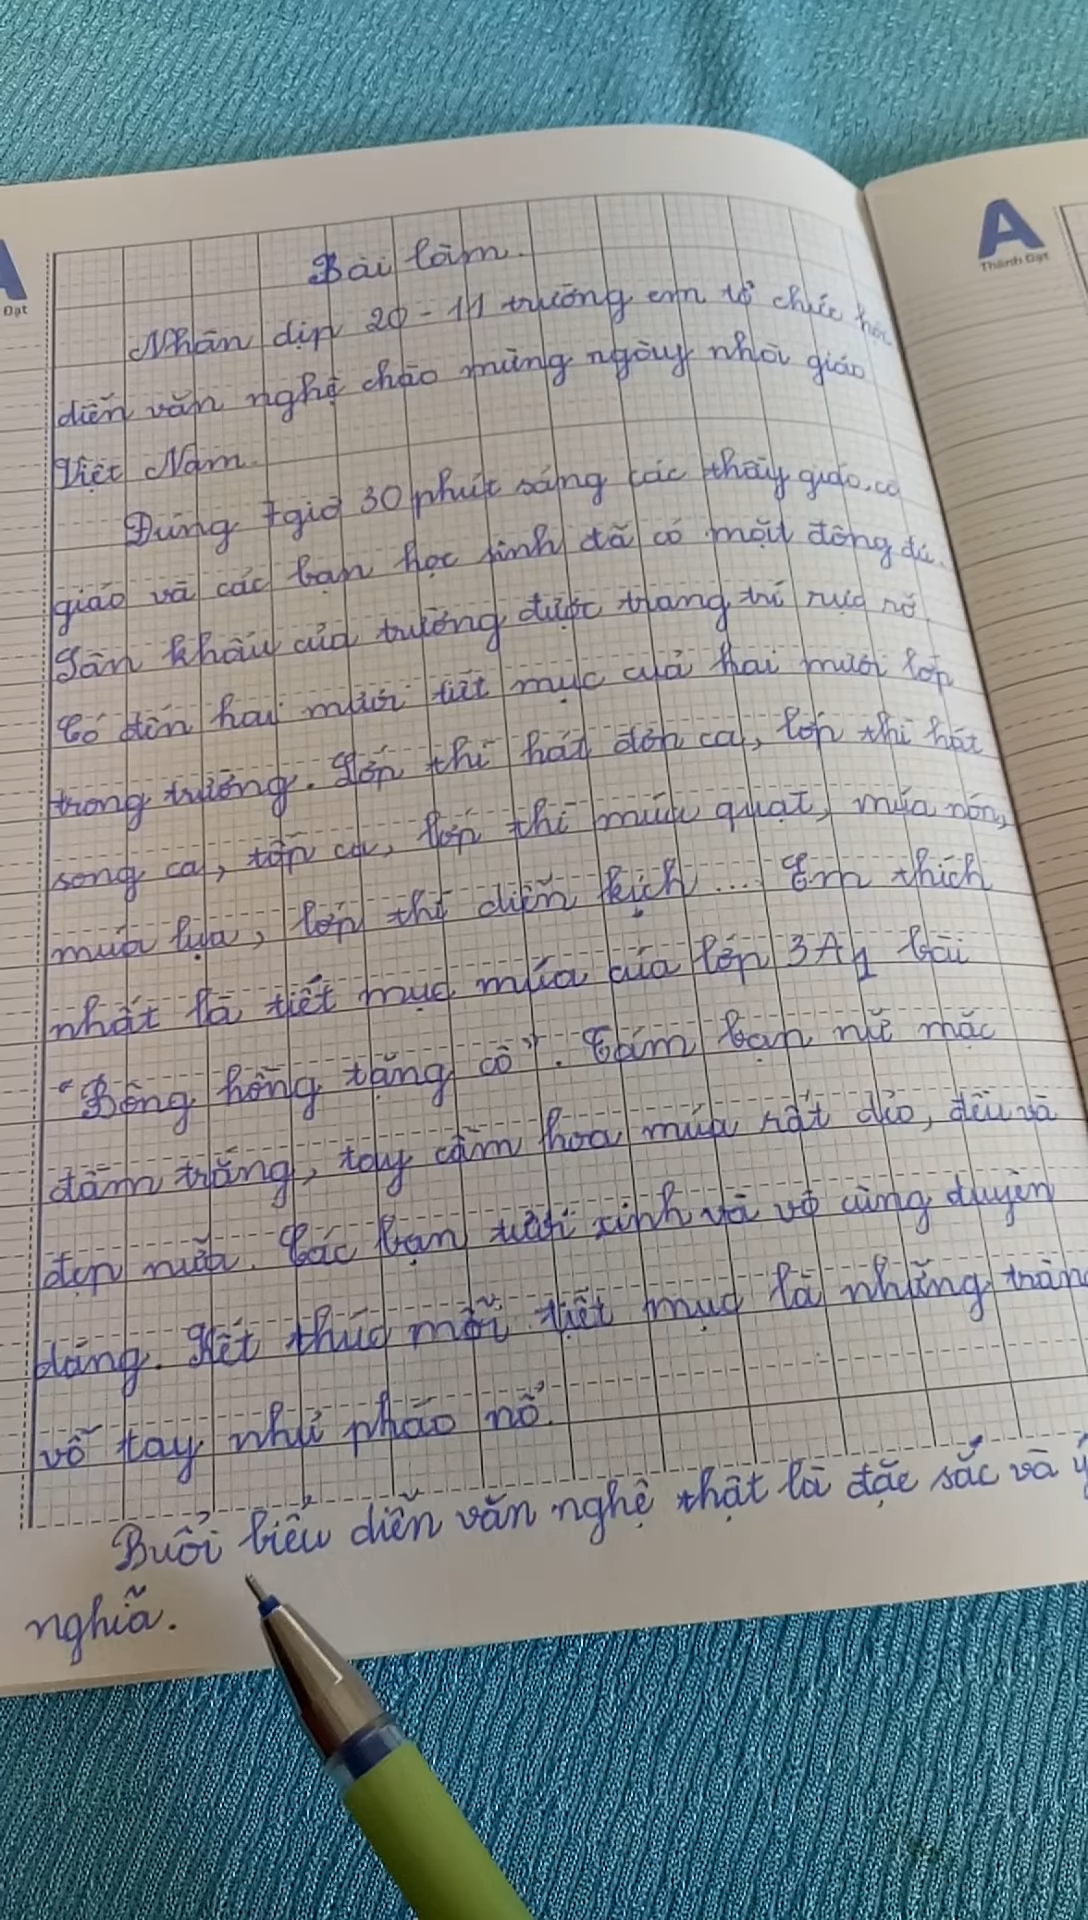 A
Thành Đạt
Đạt
Bài làm.
Nhân dịp 20-11 trường em tổ chức
diễn văn nghệ chào mừng ngày nhà giáo
Việt Nam.
Đúng 7 giờ 30 phút sáng các thầy giáo, cô
giáo và các bạn học sinh đã có mặt đông đủ.
Sân khấu của trường được trang trí rực rỡ.
Có đến hai mươi tiết mục của hai mươi lớp
trong trường. Lớp thì hát đơn ca, lớp thì hát
song ca, tốp ca, lớp thì múa quạt, múa nón,
múa lụa, lớp thì diễn kịch... Em thích
nhất là tiết mục múa của lớp 3A1 bài
"Bông hồng tặng cô". Tám bạn nữ mặc
đầm trắng, tay cầm hoa múa rất dẻo, đều và
đẹp nữa. Các bạn tươi xinh và vô cùng duyên
dáng. Kết thúc mỗi tiết mục là những tràng
vỗ tay như pháo nổ.
Buổi biểu diễn văn nghệ thật là đặc sắc và ý
nghĩã.